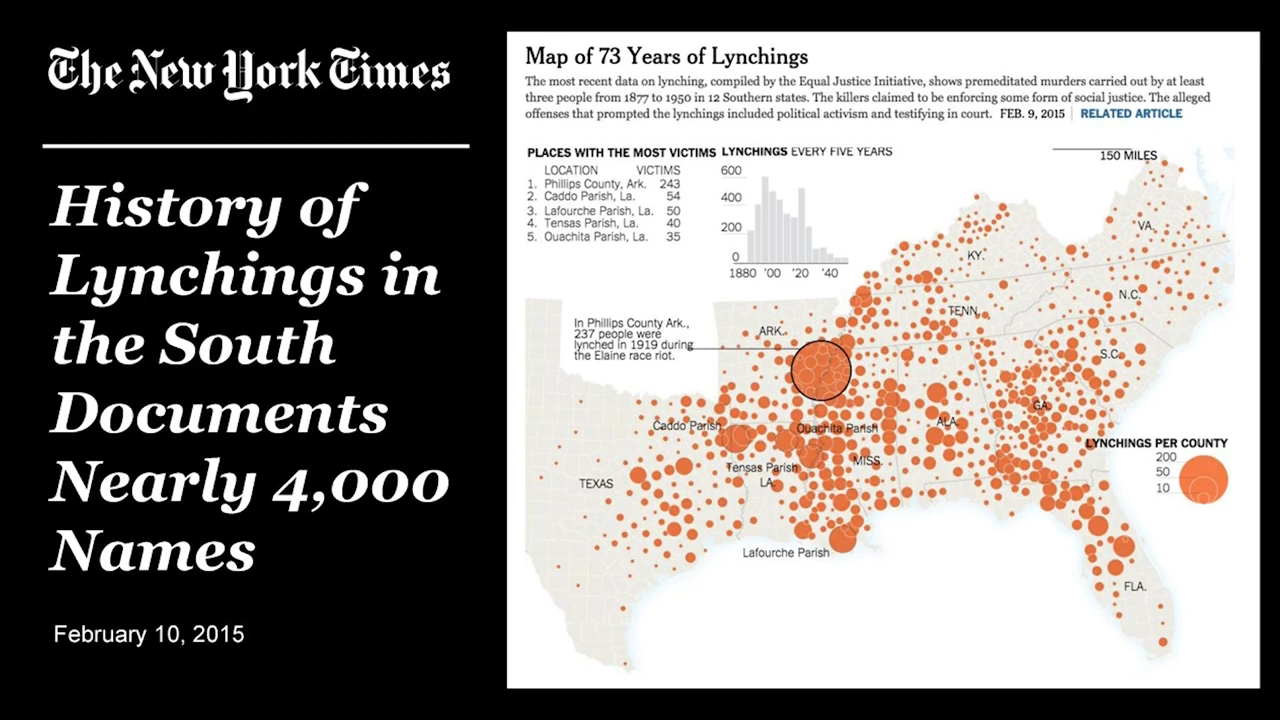 The New York Times
History of
Lynchings in
the South
Documents
Nearly 4,000
Names
February 10, 2015
Map of 73 Years of Lynchings
The most recent data on lynching, compiled by the Equal Justice Initiative, shows premeditated murders carried out by at least
three people from 1877 to 1950 in 12 Southern states. The killers claimed to be enforcing some form of social justice. The alleged
offenses that prompted the lynchings included political activism and testifying in court. FEB. 9, 2015 | RELATED ARTICLE
PLACES WITH THE MOST VICTIMS
LOCATION VICTIMS
1. Phillips County, Ark. 243
2. Caddo Parish, La. 54
3. Lafourche Parish, La. 50
4. Tensas Parish, La. 40
5. Ouachita Parish, La. 35
LYNCHINGS EVERY FIVE YEARS
600
400
200
0
1880 '00 '20 '40
150 MILES
VA.
KY.
N.C.
TENN.
In Phillips County Ark.,
237 people were
lynched in 1919 during
the Elaine race riot.
ARK.
S.C.
GA.
ALA.
Caddo Parish
Ouachita Parish
MISS.
Tensas Parish
LA.
TEXAS
Lafourche Parish
FLA.
LYNCHINGS PER COUNTY
200
50
10